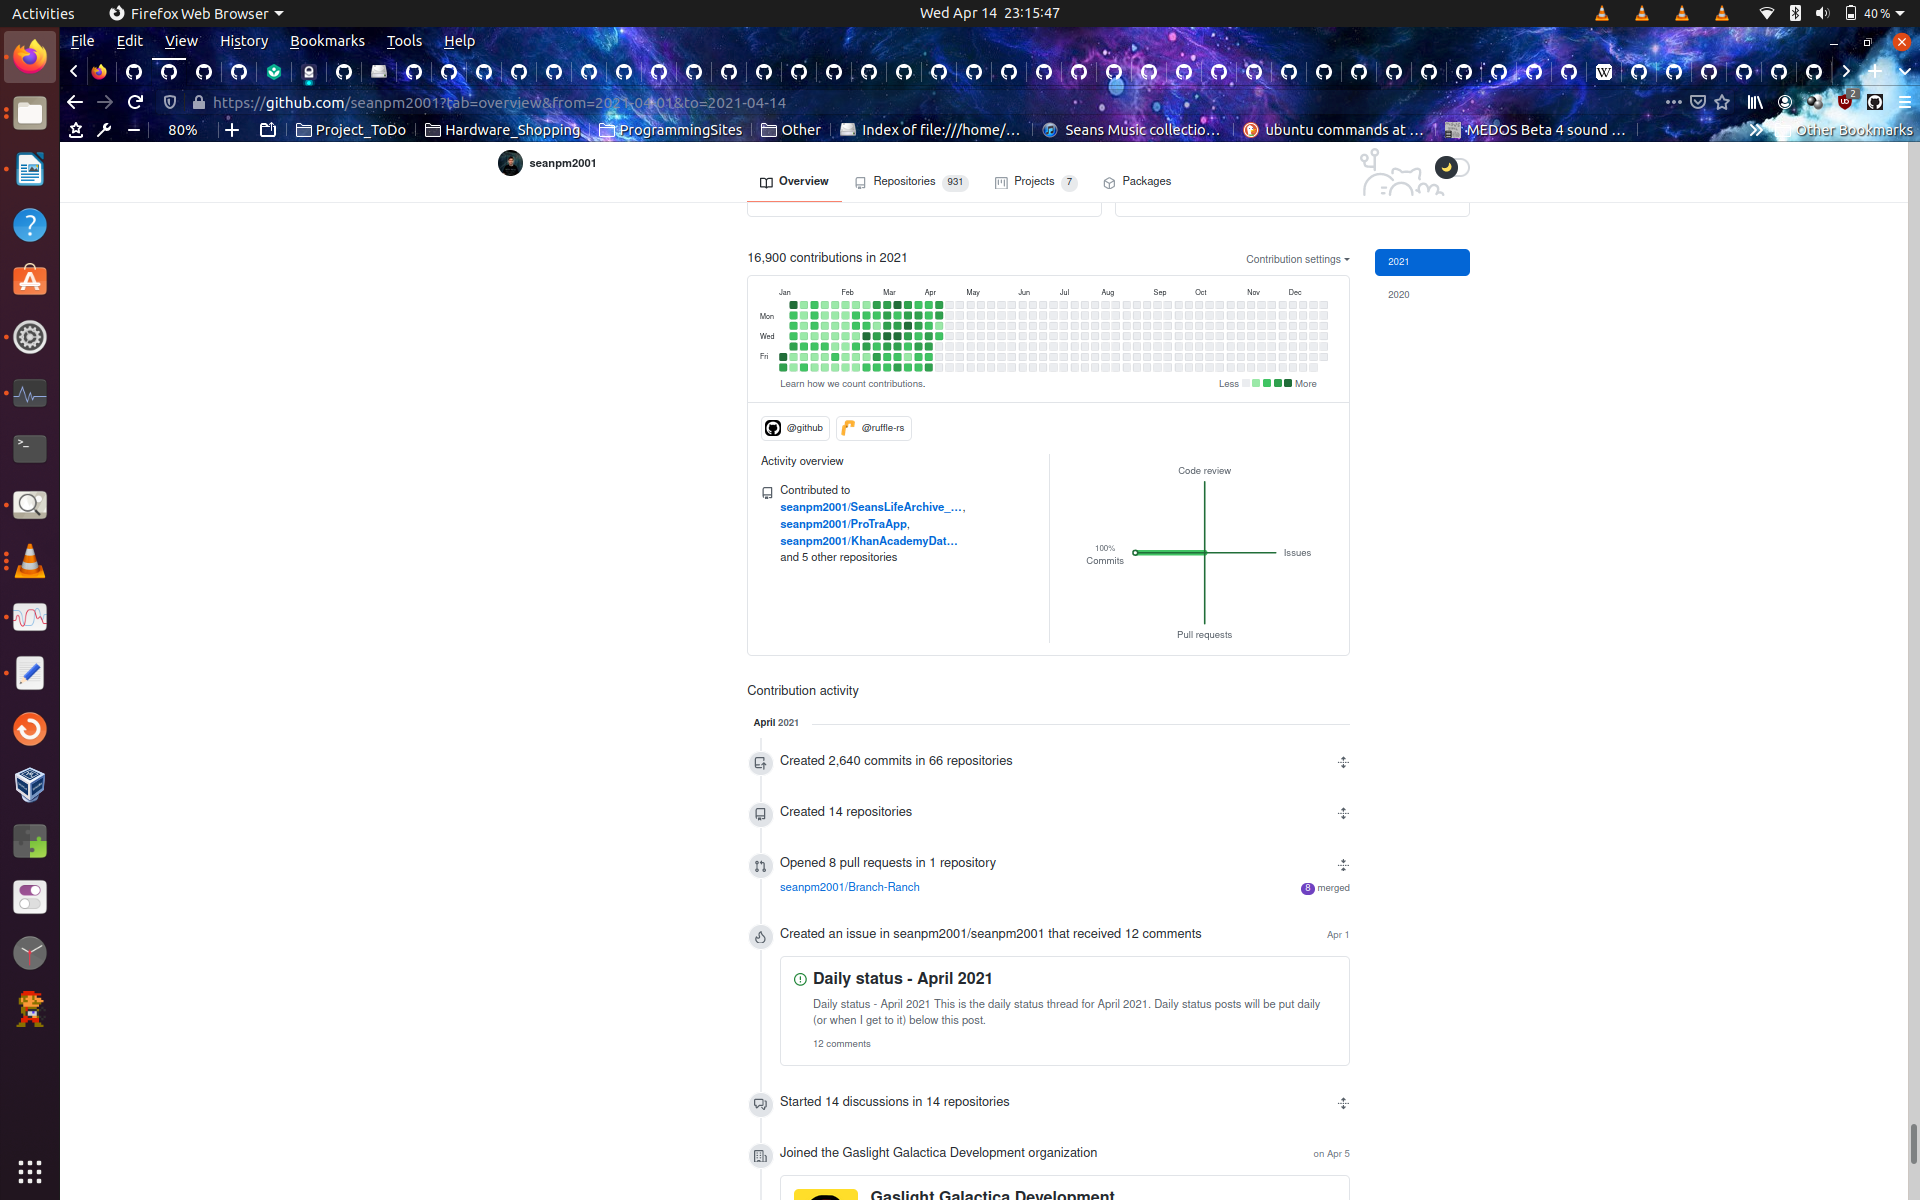 Activities
Firefox Web Browser
Wed Apr 14 23:15:47
40 %
File Edit View History Bookmarks Tools Help
https://github.com/seanpm2001?tab=overview&from=2021-04-01&to=2021-04-14
2
80%
Project_ToDo
Hardware_Shopping
ProgrammingSites
Other
Index of file:///home/…
Seans Music collectio…
ubuntu commands at …
MEDOS Beta 4 sound …
Other Bookmarks
seanpm2001
Overview
Repositories 931
Projects 7
Packages
16,900 contributions in 2021
Contribution settings
2021
2020
Jan Feb Mar Apr May Jun Jul Aug Sep Oct Nov Dec
Mon
Wed
Fri
Learn how we count contributions.
Less More
@github
@ruffle-rs
Activity overview
Contributed to
seanpm2001/SeansLifeArchive_…,
seanpm2001/ProTraApp,
seanpm2001/KhanAcademyDat…
and 5 other repositories
Code review
100%
Commits
Issues
Pull requests
Contribution activity
April 2021
Created 2,640 commits in 66 repositories
Created 14 repositories
Opened 8 pull requests in 1 repository
seanpm2001/Branch-Ranch
8 merged
Created an issue in seanpm2001/seanpm2001 that received 12 comments
Apr 1
Daily status - April 2021
Daily status - April 2021 This is the daily status thread for April 2021. Daily status posts will be put daily
(or when I get to it) below this post.
12 comments
Started 14 discussions in 14 repositories
Joined the Gaslight Galactica Development organization
on Apr 5
Gaslight Galactica Development